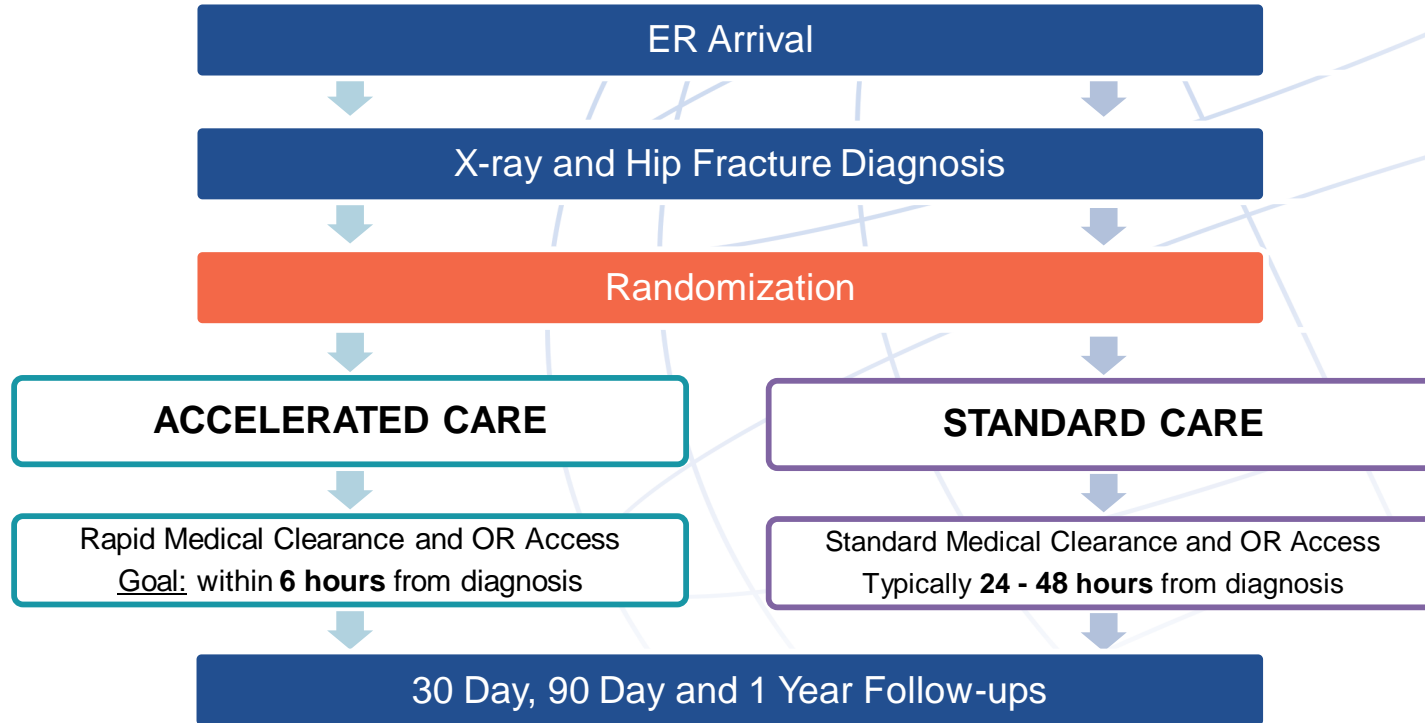 ER Arrival
X-ray and Hip Fracture Diagnosis
Randomization
ACCELERATED CARE
STANDARD CARE
Rapid Medical Clearance and OR Access
Goal: within 6 hours from diagnosis
Standard Medical Clearance and OR Access
Typically 24 - 48 hours from diagnosis
30 Day, 90 Day and 1 Year Follow-ups